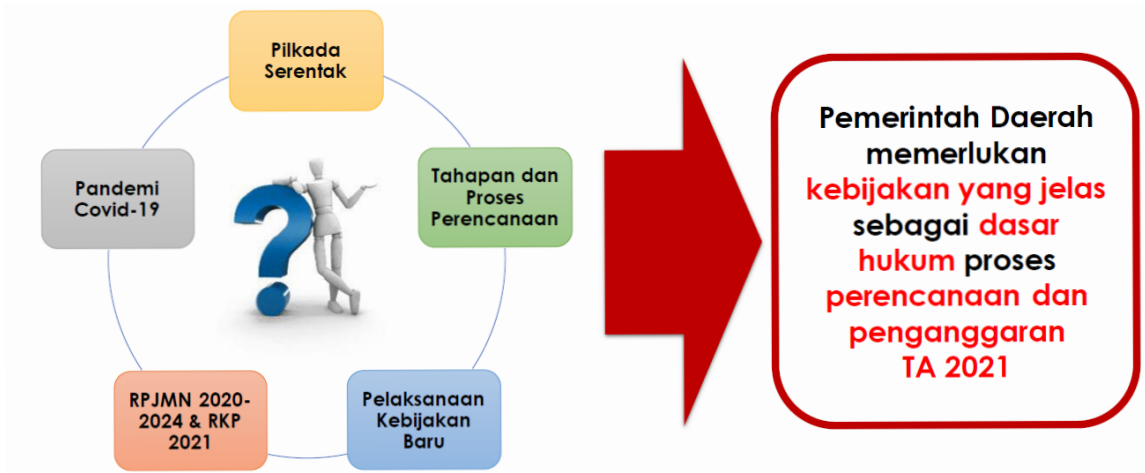 Pilkada
Serentak
Tahapan dan
Proses
Perencanaan
Pelaksanaan
Kebijakan
Baru
RPJMN 2020-
2024 & RKP
2021
Pandemi
Covid-19
Pemerintah Daerah
memerlukan
kebijakan yang jelas
sebagai dasar
hukum proses
perencanaan dan
penganggaran
TA 2021